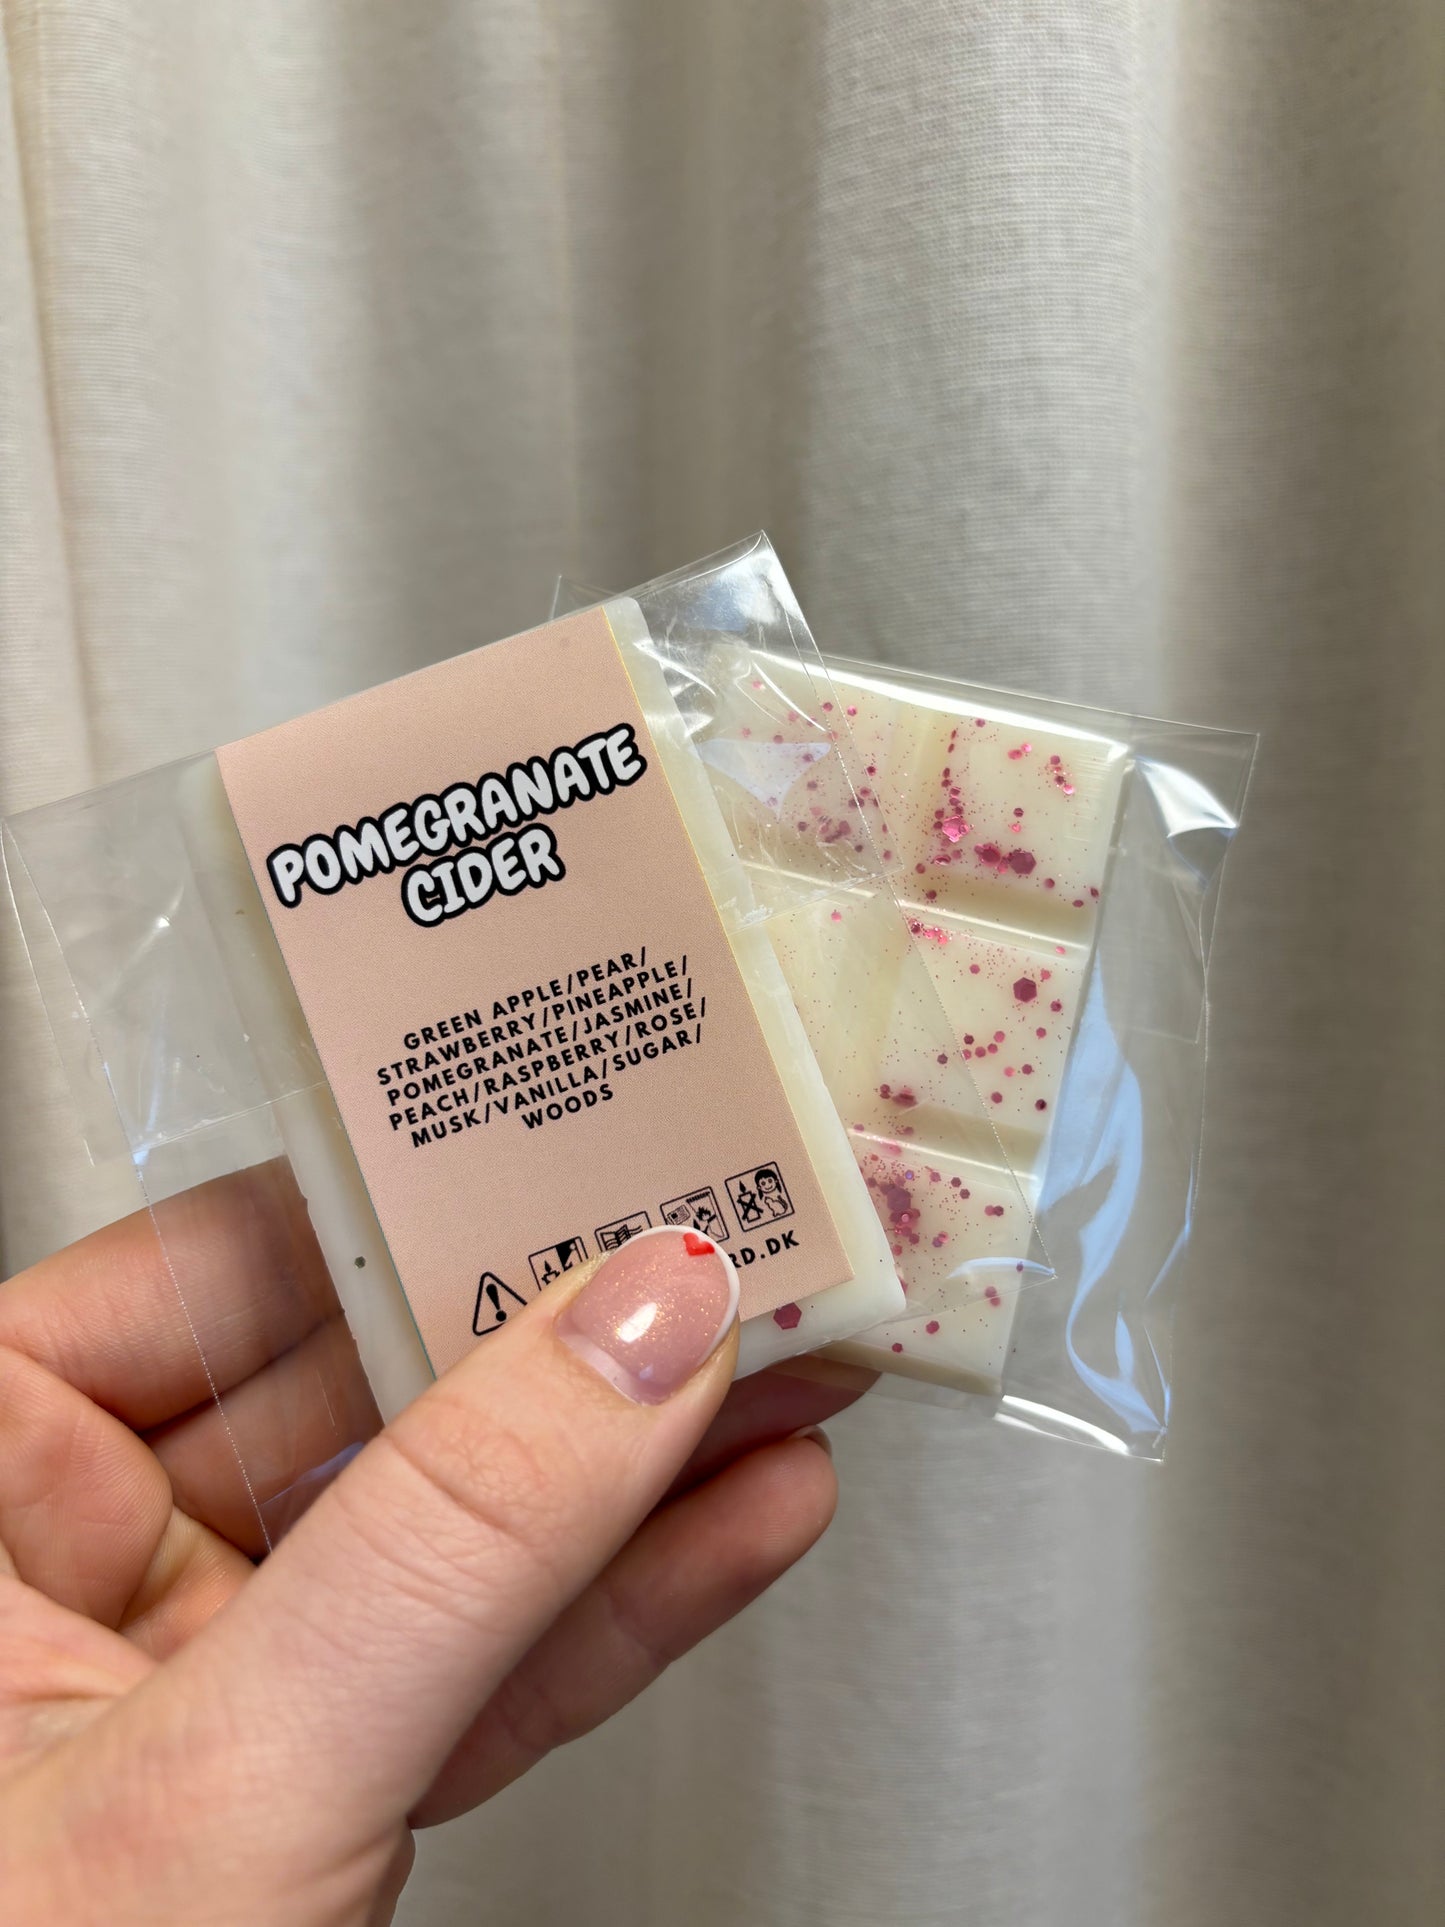 POMEGRANATE
CIDER
GREEN APPLE/PEAR/
STRAWBERRY/PINEAPPLE/
POMEGRANATE/JASMINE/
PEACH/RASPBERRY/ROSE/
MUSK/VANILLA/SUGAR/
WOODS
RD.DK